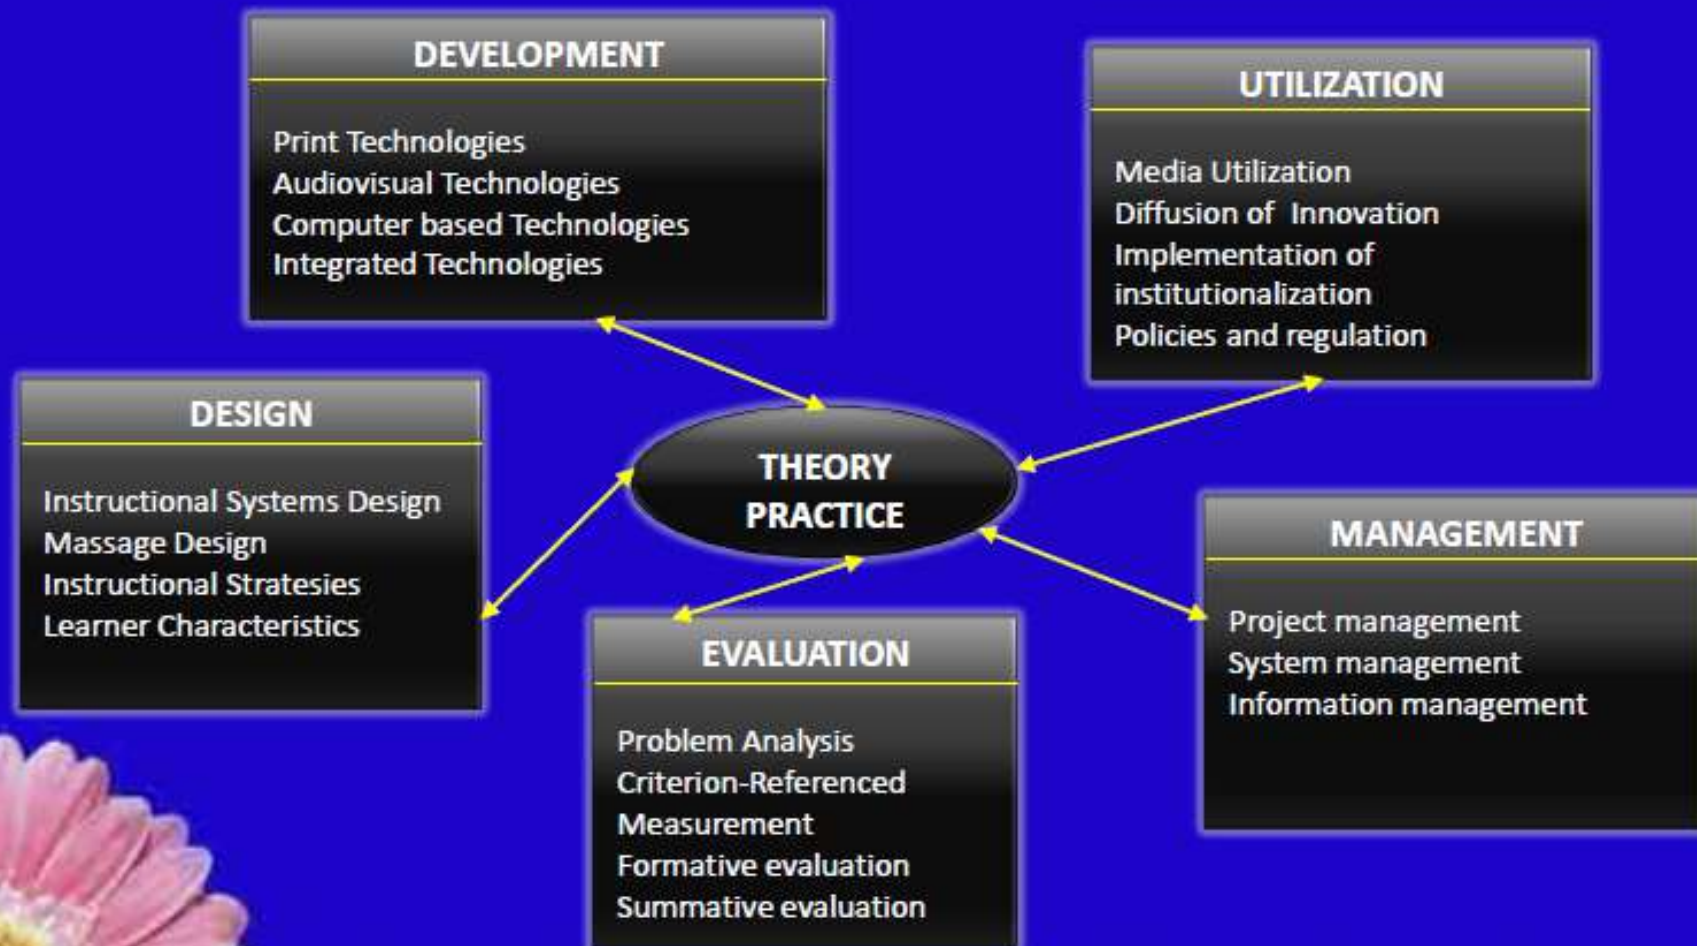 DEVELOPMENT
Print Technologies
Audiovisual Technologies
Computer based Technologies
Integrated Technologies
UTILIZATION
Media Utilization
Diffusion of Innovation
Implementation of
institutionalization
Policies and regulation
DESIGN
Instructional Systems Design
Massage Design
Instructional Stratesies
Learner Characteristics
THEORY
PRACTICE
MANAGEMENT
Project management
System management
Information management
EVALUATION
Problem Analysis
Criterion-Referenced
Measurement
Formative evaluation
Summative evaluation